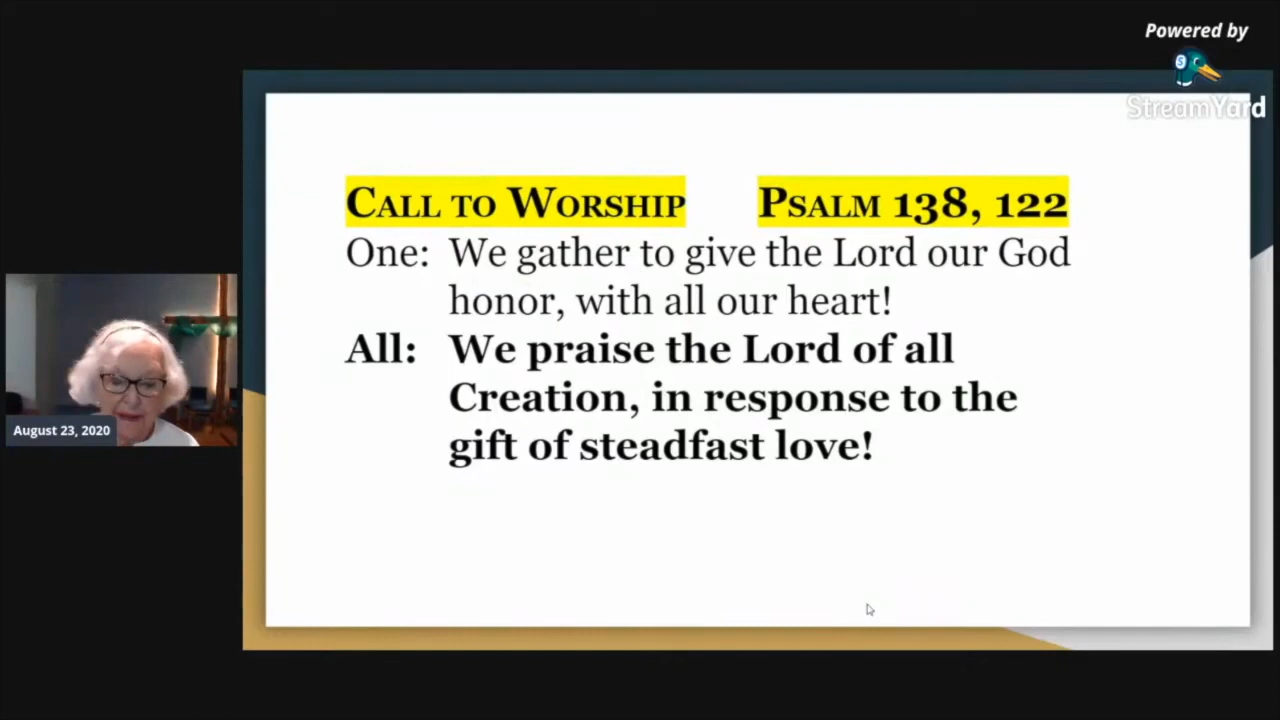 Powered by
StreamYard
CALL TO WORSHIP PSALM 138, 122
One: We gather to give the Lord our God
honor, with all our heart!
All: We praise the Lord of all
Creation, in response to the
gift of steadfast love!
August 23, 2020